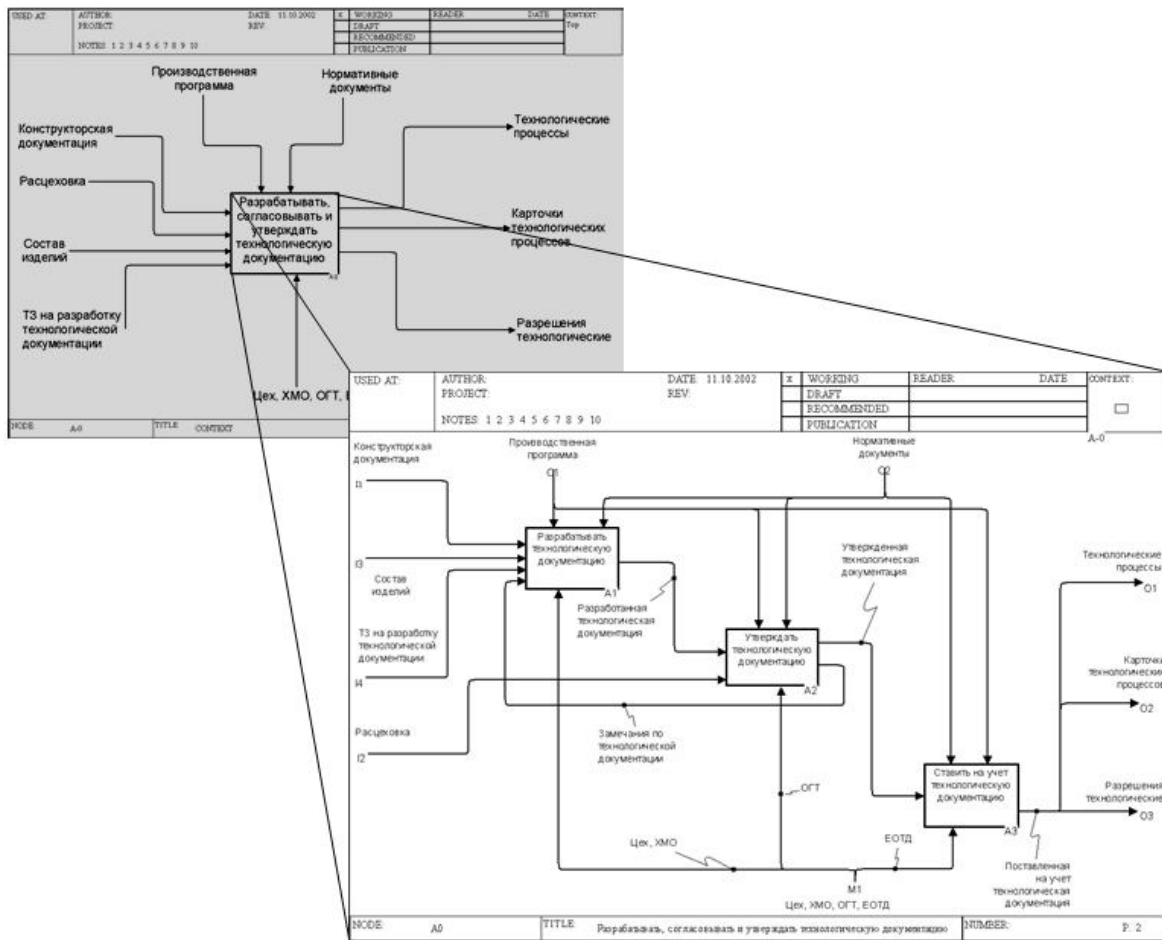 USED AT:
AUTHOR:
DATE: 11.10.2002
x
WORKING
READER
DATE
CONTEXT:
PROJECT:
REV:
DRAFT
Top
RECOMMENDED
NOTES: 1 2 3 4 5 6 7 8 9 10
PUBLICATION
Производственная
программа
Нормативные
документы
Конструкторская
документация
Технологические
процессы
Расцеховка
Разрабатывать,
согласовывать и
утверждать
технологическую
документацию
Карточки
технологических
процессов
Состав
изделий
ТЗ на разработку
технологической
документации
Разрешения
технологические
Цех, ХМО, ОГТ,
NODE:
A-0
TITLE:
CONTEXT
USED AT:
AUTHOR:
DATE: 11.10.2002
x
WORKING
READER
DATE
CONTEXT:
PROJECT:
REV:
DRAFT
RECOMMENDED
NOTES: 1 2 3 4 5 6 7 8 9 10
PUBLICATION
A-0
Конструкторская
документация
I1
Производственная
программа
O1
Нормативные
документы
O2
Разрабатывать
технологическую
документацию
A1
I3
Состав
изделий
Утвержденная
технологическая
документация
Технологические
процессы
O1
Разработанная
технологическая
документация
ТЗ на разработку
технологической
документации
I4
Утверждать
технологическую
документацию
A2
Карточки
технологических
процессов
O2
Расцеховка
I2
Замечания по
технологической
документации
Ставить на учет
технологическую
документацию
A3
ОГТ
Разрешения
технологические
O3
Цех, ХМО
ЕОТД
M1
Цех, ХМО, ОГТ, ЕОТД
Поставленная
на учет
технологическая
документация
NODE:
A0
TITLE:
Разрабатывать, согласовывать и утверждать технологическую документацию
NUMBER:
P. 2